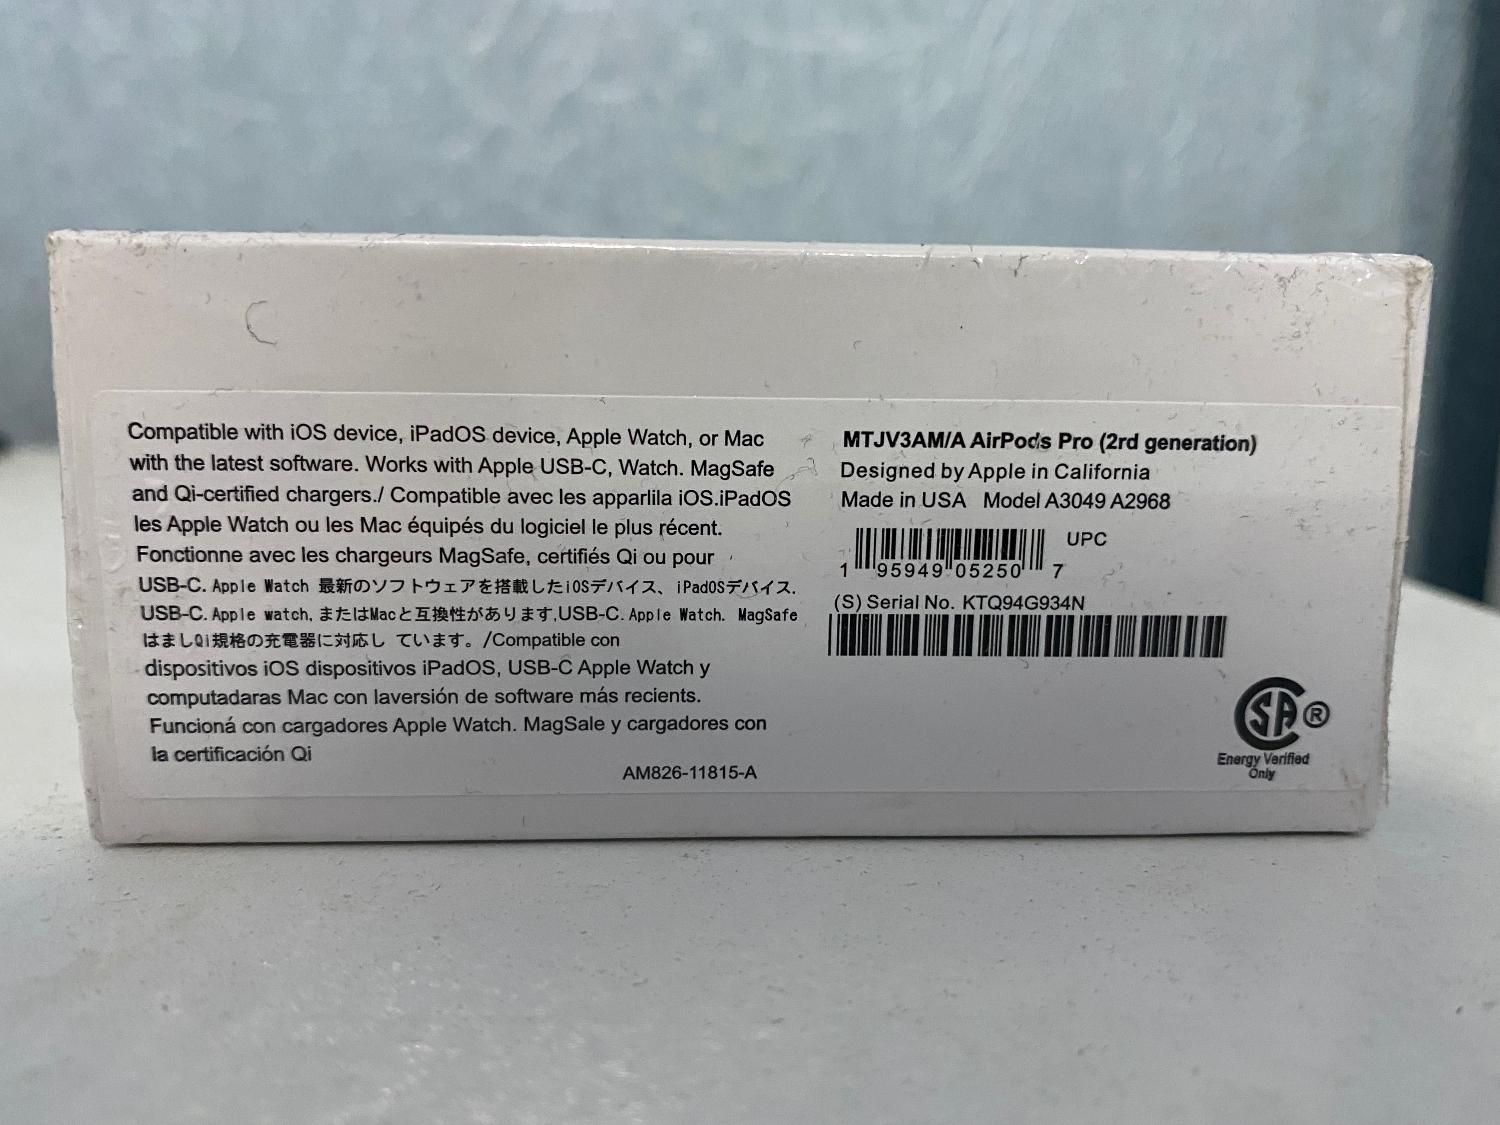 Compatible with iOS device, iPadOS device, Apple Watch, or Mac
with the latest software. Works with Apple USB-C, Watch. MagSafe
and Qi-certified chargers./ Compatible avec les apparlila iOS.iPadOS
les Apple Watch ou les Mac équipés du logiciel le plus récent.
Fonctionne avec les chargeurs MagSafe, certifiés Qi ou pour
USB-C. Apple Watch 最新のソフトウェアを搭載したiOSデバイス、iPadOSデバイス.
USB-C. Apple watch, またはMacと互換性があります,USB-C. Apple Watch. MagSafe
はましQi規格の充電器に対応し ています。/Compatible con
dispositivos iOS dispositivos iPadOS, USB-C Apple Watch y
computadaras Mac con laversión de software más recients.
Funcioná con cargadores Apple Watch. MagSale y cargadores con
la certificación Qi
AM826-11815-A
MTJV3AM/A AirPods Pro (2rd generation)
Designed by Apple in California
Made in USA Model A3049 A2968
UPC
1 95949 05250 7
(S) Serial No. KTQ94G934N
SA ®
Energy Verified
Only